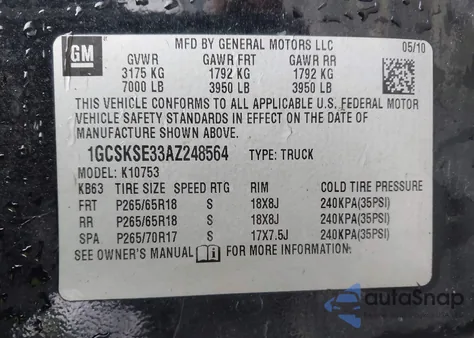 GM
MFD BY GENERAL MOTORS LLC 05/10
GVWR GAWR FRT GAWR RR
3175 KG 1792 KG 1792 KG
7000 LB 3950 LB 3950 LB
THIS VEHICLE CONFORMS TO ALL APPLICABLE U.S. FEDERAL MOTOR
VEHICLE SAFETY STANDARDS IN EFFECT ON THE DATE OF
MANUFACTURE SHOWN ABOVE.
1GCSKSE33AZ248564 TYPE: TRUCK
MODEL: K10753
KB63 TIRE SIZE SPEED RTG RIM COLD TIRE PRESSURE
FRT P265/65R18 S 18X8J 240KPA(35PSI)
RR P265/65R18 S 18X8J 240KPA(35PSI)
SPA P265/70R17 S 17X7.5J 240KPA(35PSI)
SEE OWNER'S MANUAL FOR MORE INFORMATION.
autoSnap